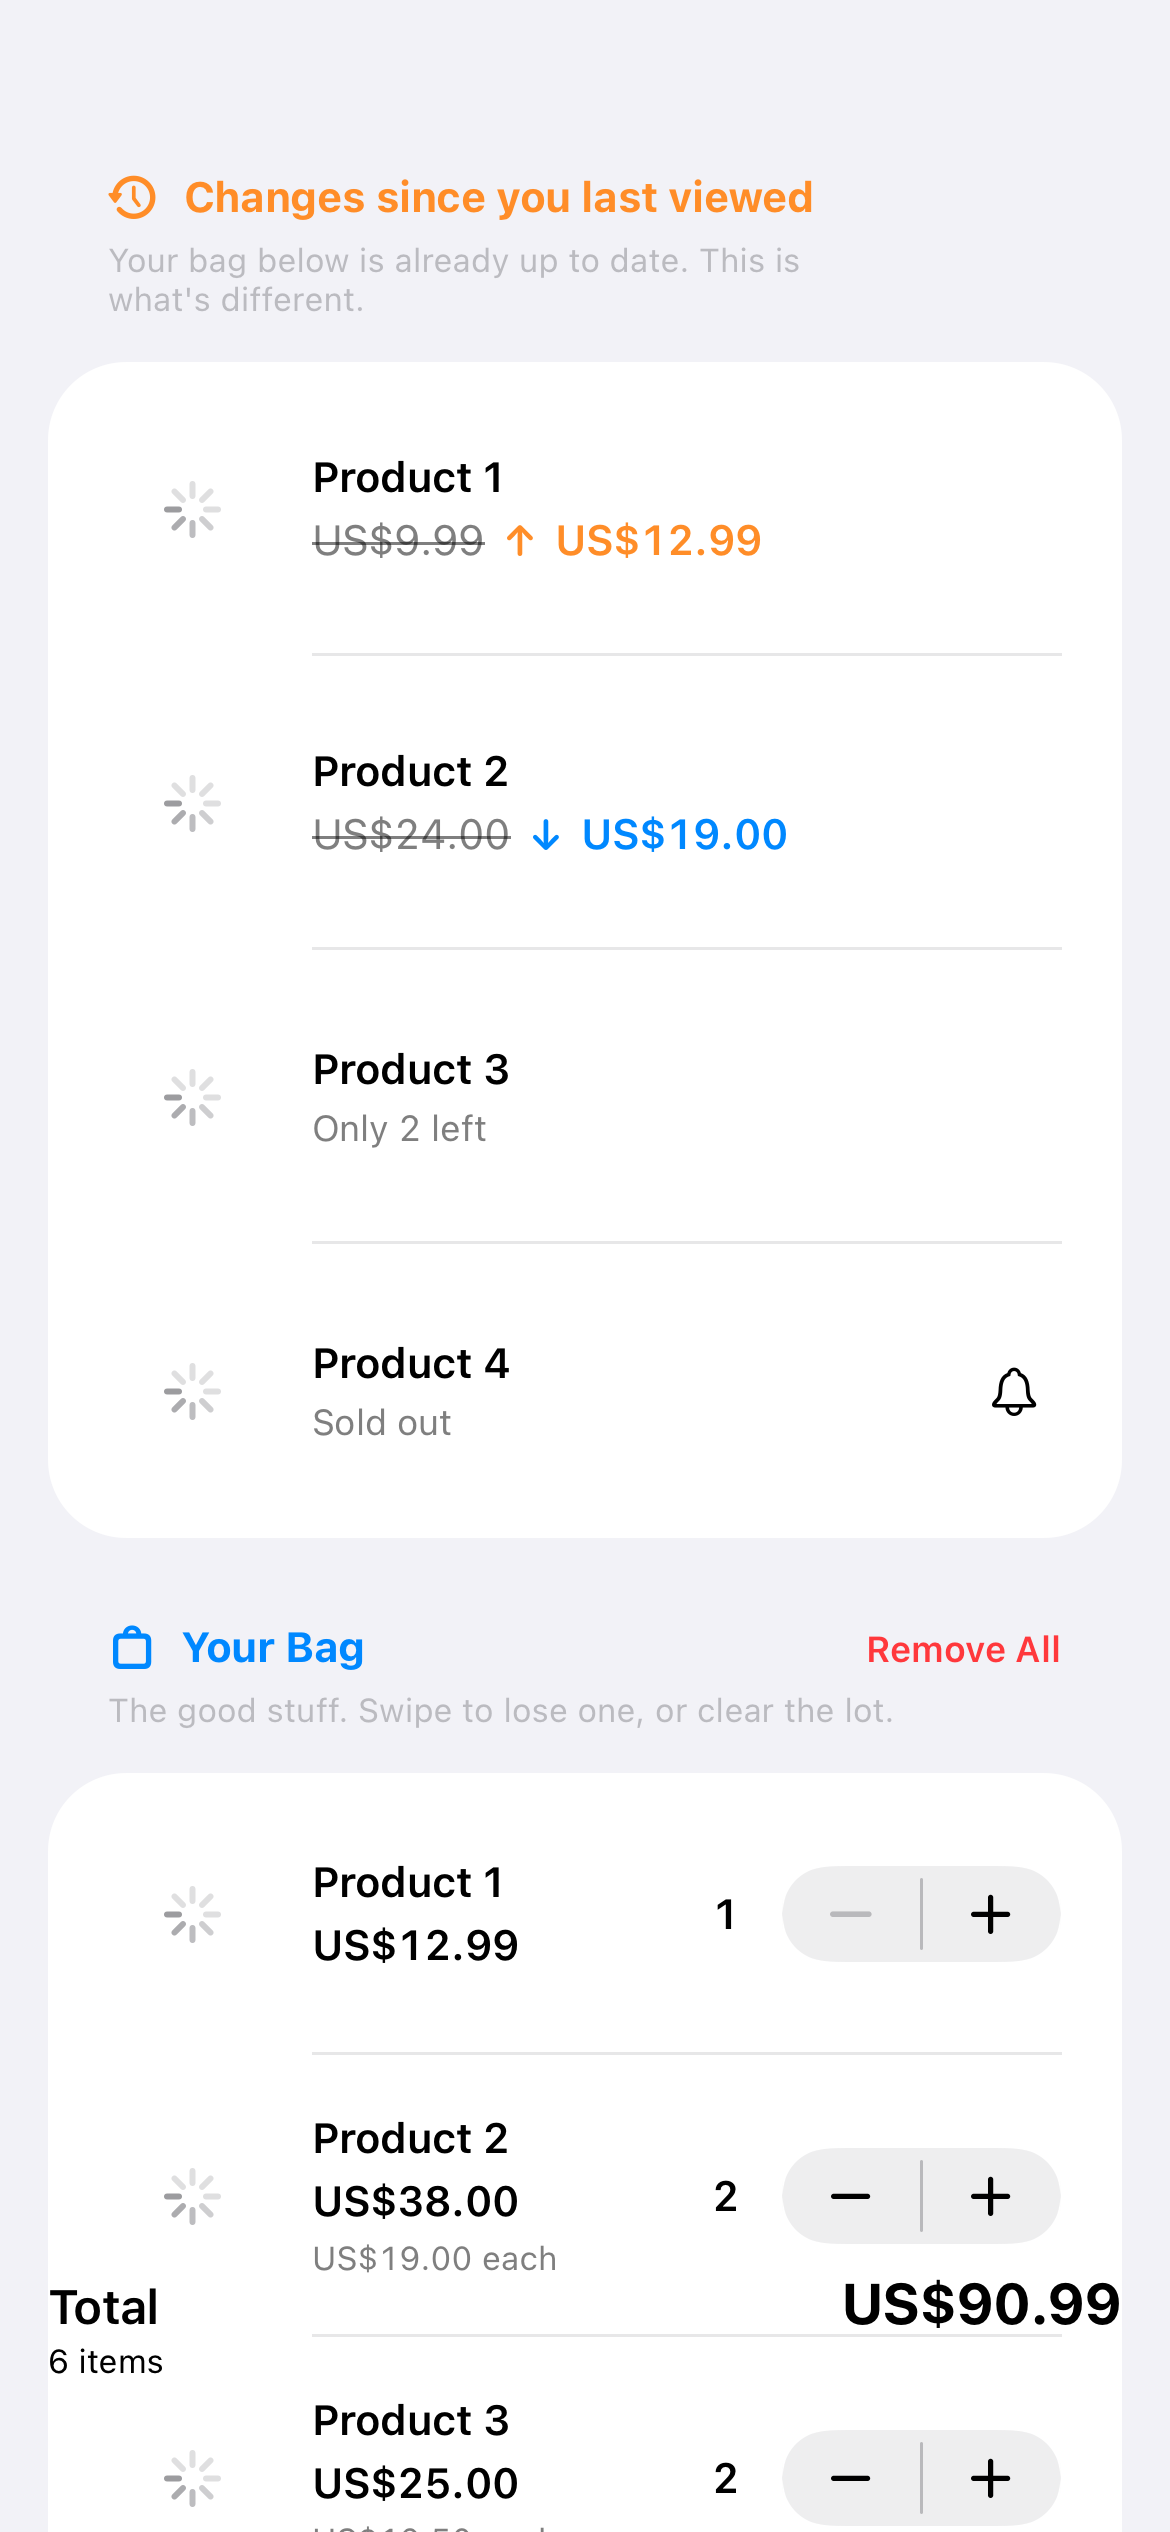 Changes since you last viewed
Your bag below is already up to date. This is
what's different.
Product 1
US$9.99 ↑ US$12.99
Product 2
US$24.00 ↓ US$19.00
Product 3
Only 2 left
Product 4
Sold out
Your Bag
Remove All
The good stuff. Swipe to lose one, or clear the lot.
Product 1
US$12.99
1
Product 2
US$38.00
US$19.00 each
2
Total
US$90.99
6 items
Product 3
US$25.00
2